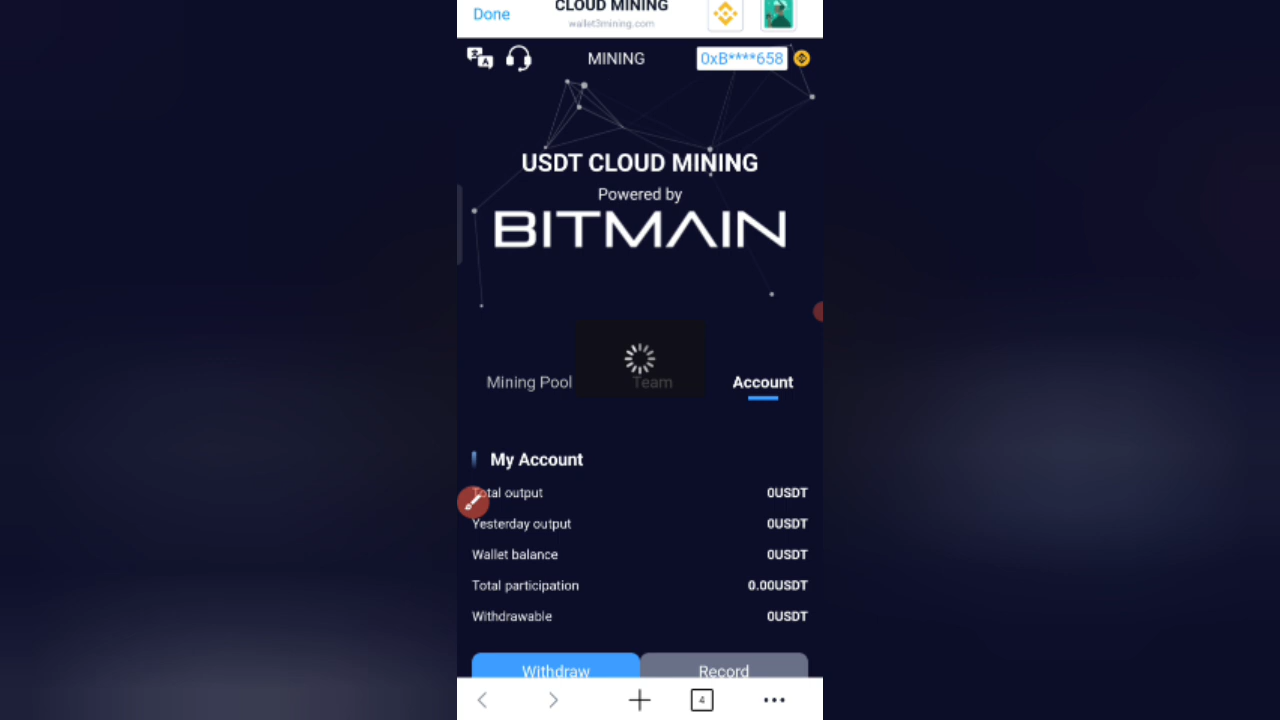 Done
CLOUD MINING
wallet3mining.com
MINING
0xB****658
USDT CLOUD MINING
Powered by
BITMAIN
Mining Pool Team Account
My Account
Total output 0USDT
Yesterday output 0USDT
Wallet balance 0USDT
Total participation 0.00USDT
Withdrawable 0USDT
Withdraw Record
4